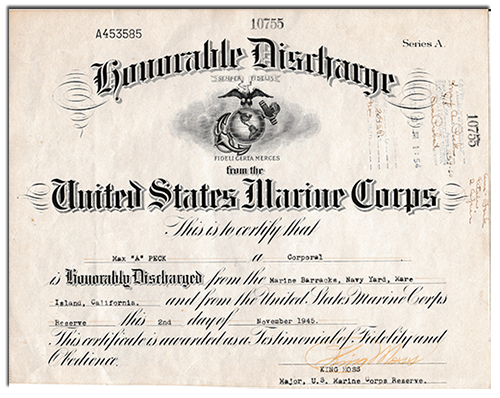 10755
A453585
Series A.
Honorable Discharge
SEMPER FIDELIS
FIDELI CERTA MERCES
from the
United States Marine Corps
This is to certify that
Max "A" PECK a Corporal
is Honorably Discharged from the Marine Barracks, Navy Yard, Mare
Island, California. and from the United States Marine Corps
Reserve this 2nd day of November 1945.
This certificate is awarded as a Testimonial of Fidelity and
Obedience.
King Moss
KING MOSS
Major, U.S. Marine Corps Reserve.
10755